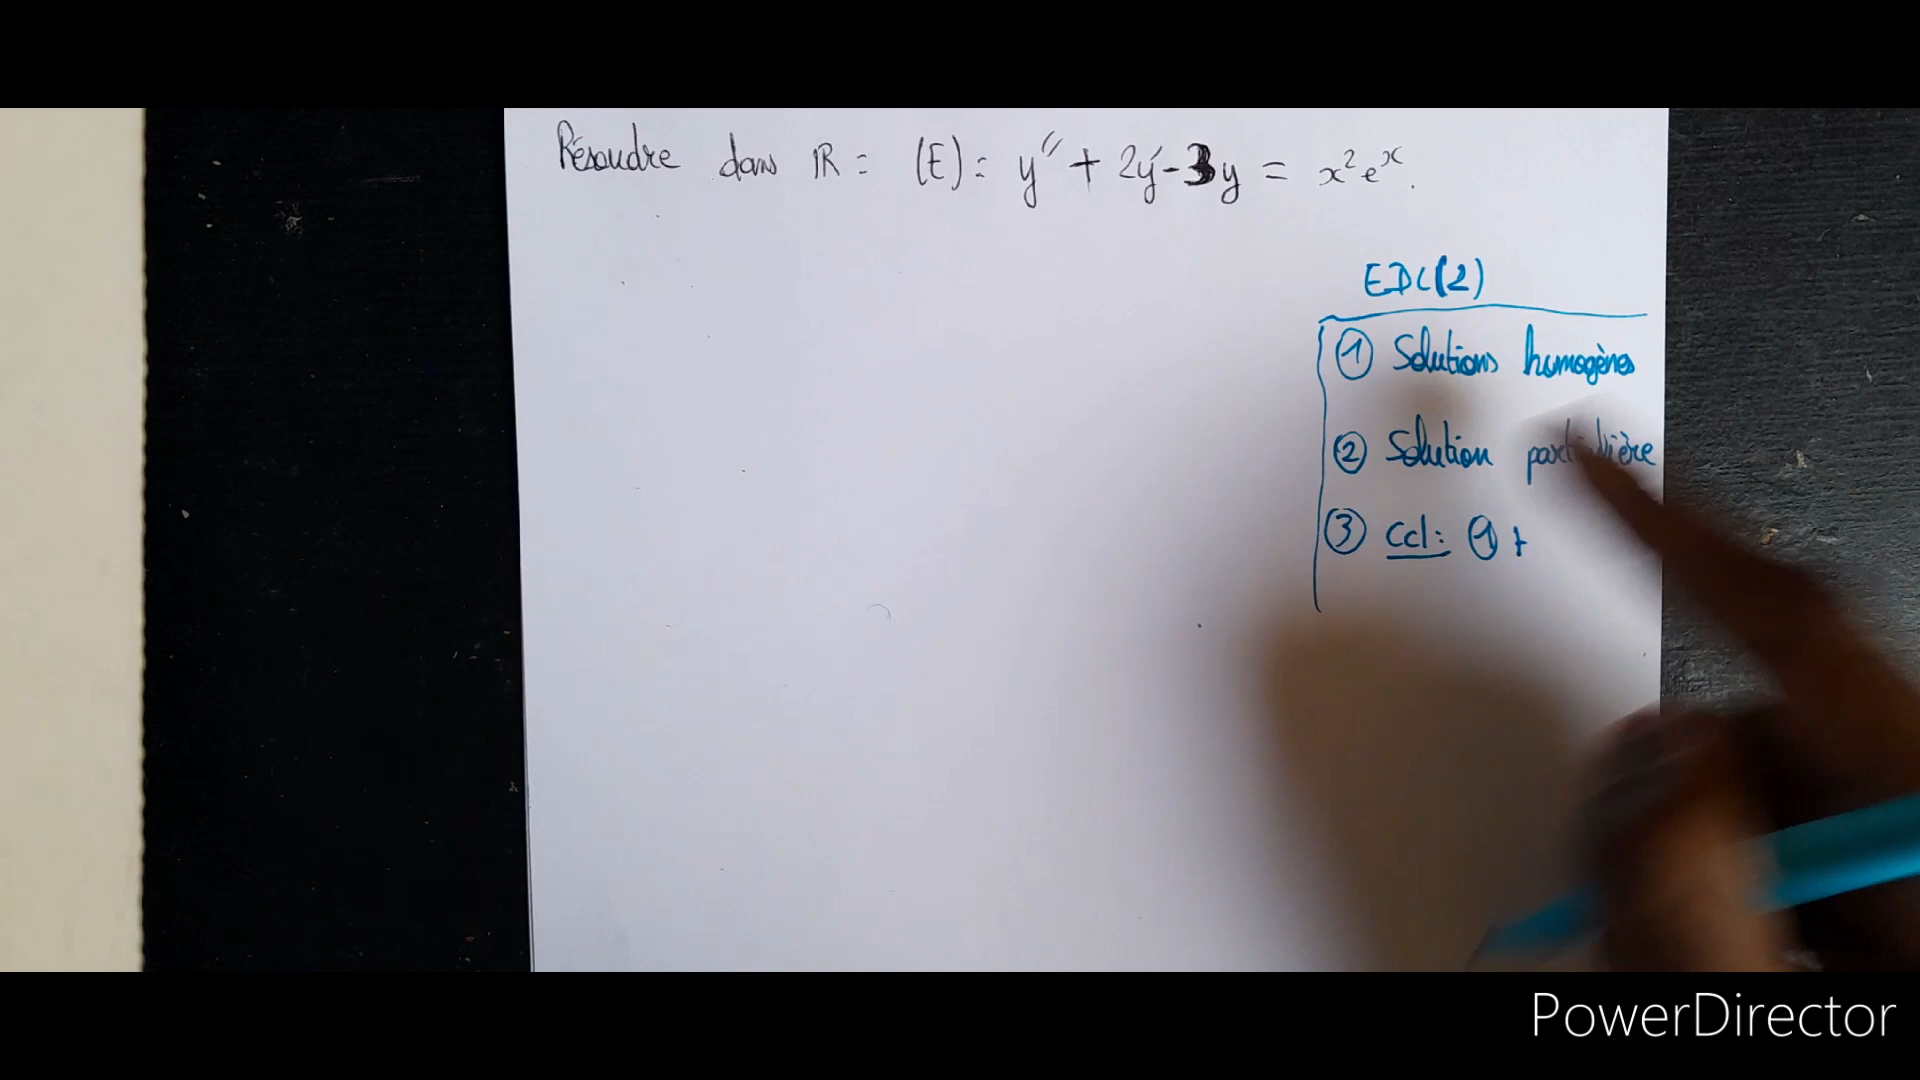 Résoudre dans ℝ : (E) : y'' + 2y' - 3y = x²eˣ.
EDL(2)
① Solutions homogènes
② Solution particulière
③ Ccl : ① +
PowerDirector